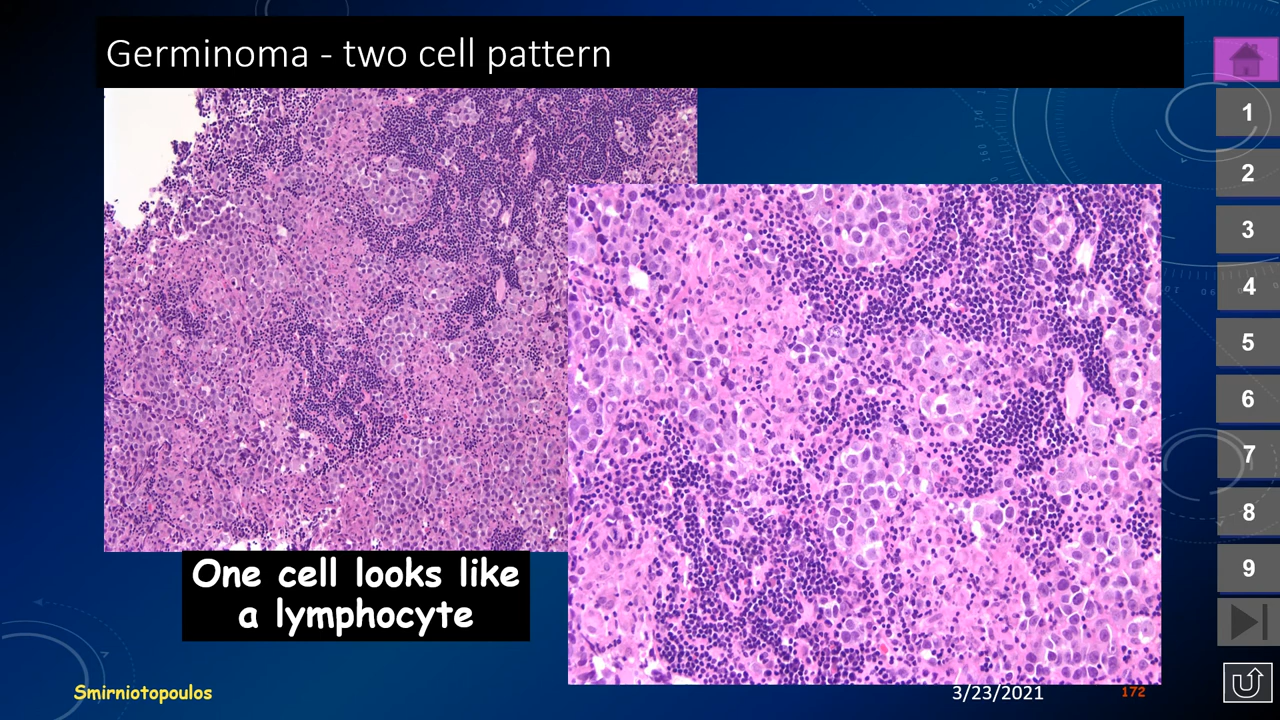 Germinoma - two cell pattern
1
2
3
4
5
6
7
8
9
One cell looks like
a lymphocyte
Smirniotopoulos
3/23/2021
172